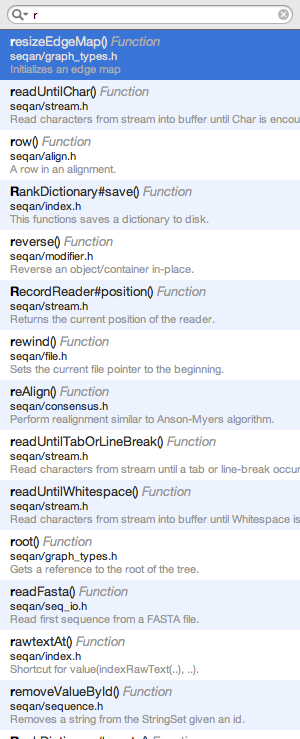 r
resizeEdgeMap() Function
seqan/graph_types.h
Initializes an edge map
readUntilChar() Function
seqan/stream.h
Read characters from stream into buffer until Char is encou
row() Function
seqan/align.h
A row in an alignment.
RankDictionary#save() Function
seqan/index.h
This functions saves a dictionary to disk.
reverse() Function
seqan/modifier.h
Reverse an object/container in-place.
RecordReader#position() Function
seqan/stream.h
Returns the current position of the reader.
rewind() Function
seqan/file.h
Sets the current file pointer to the beginning.
reAlign() Function
seqan/consensus.h
Perform realignment similar to Anson-Myers algorithm.
readUntilTabOrLineBreak() Function
seqan/stream.h
Read characters from stream until a tab or line-break occur
readUntilWhitespace() Function
seqan/stream.h
Read characters from stream into buffer until Whitespace is
root() Function
seqan/graph_types.h
Gets a reference to the root of the tree.
readFasta() Function
seqan/seq_io.h
Read first sequence from a FASTA file.
rawtextAt() Function
seqan/index.h
Shortcut for value(indexRawText(..), ..).
removeValueById() Function
seqan/sequence.h
Removes a string from the StringSet given an id.